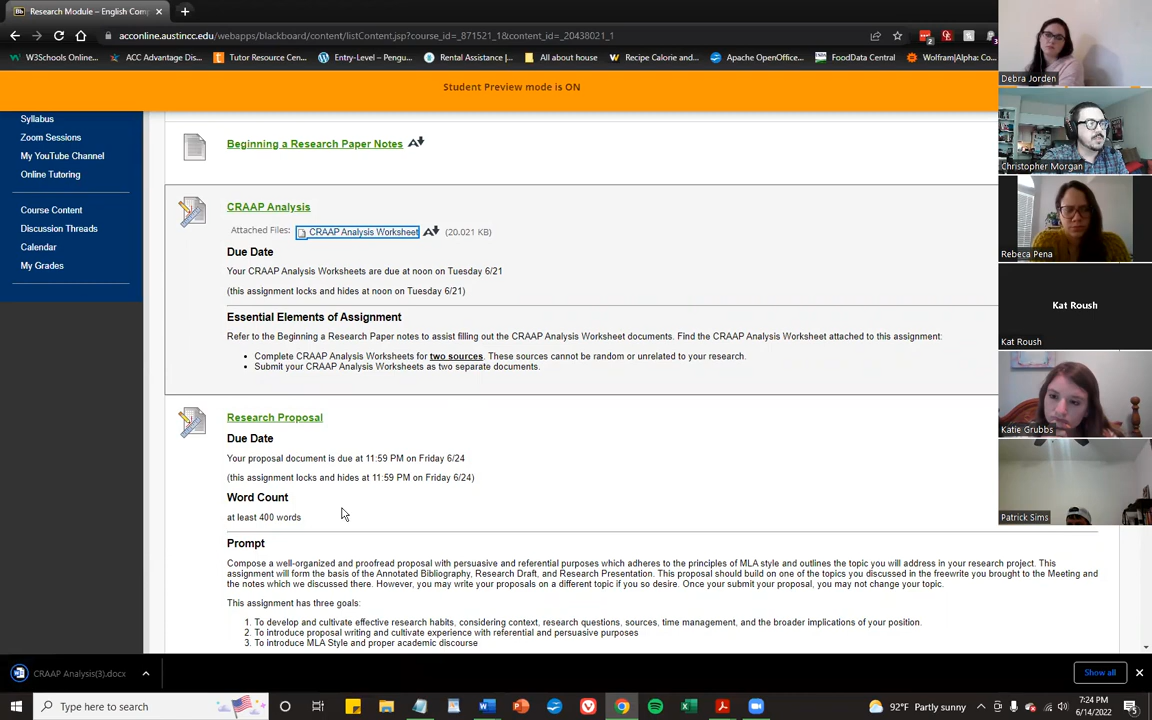 Research Module – English Com
acconline.austincc.edu/webapps/blackboard/content/listContent.jsp?course_id=_871521_1&content_id=_20438021_1
W3Schools Online...
ACC Advantage Dis...
Tutor Resource Cen...
Entry-Level – Pengu...
Rental Assistance |...
All about house
Recipe Calorie and...
Apache OpenOffice...
FoodData Central
Wolfram|Alpha: Co...
Student Preview mode is ON
Syllabus
Zoom Sessions
My YouTube Channel
Online Tutoring
Course Content
Discussion Threads
Calendar
My Grades
Beginning a Research Paper Notes
CRAAP Analysis
Attached Files: CRAAP Analysis Worksheet (20.021 KB)
Due Date
Your CRAAP Analysis Worksheets are due at noon on Tuesday 6/21
(this assignment locks and hides at noon on Tuesday 6/21)
Essential Elements of Assignment
Refer to the Beginning a Research Paper notes to assist filling out the CRAAP Analysis Worksheet documents. Find the CRAAP Analysis Worksheet attached to this assignment:
• Complete CRAAP Analysis Worksheets for two sources. These sources cannot be random or unrelated to your research.
• Submit your CRAAP Analysis Worksheets as two separate documents.
Research Proposal
Due Date
Your proposal document is due at 11:59 PM on Friday 6/24
(this assignment locks and hides at 11:59 PM on Friday 6/24)
Word Count
at least 400 words
Prompt
Compose a well-organized and proofread proposal with persuasive and referential purposes which adheres to the principles of MLA style and outlines the topic you will address in your research project. This
assignment will form the basis of the Annotated Bibliography, Research Draft, and Research Presentation. This proposal should build on one of the topics you discussed in the freewrite you brought to the Meeting and
the notes which we discussed there. However, you may write your proposals on a different topic if you so desire. Once your submit your proposal, you may not change your topic.
This assignment has three goals:
1. To develop and cultivate effective research habits, considering context, research questions, sources, time management, and the broader implications of your position.
2. To introduce proposal writing and cultivate experience with referential and persuasive purposes
3. To introduce MLA Style and proper academic discourse
Debra Jorden
Christopher Morgan
Rebeca Pena
Kat Roush
Kat Roush
Katie Grubbs
Patrick Sims
CRAAP Analysis(3).docx
Show all
Type here to search
92°F Partly sunny
7:24 PM
6/14/2022